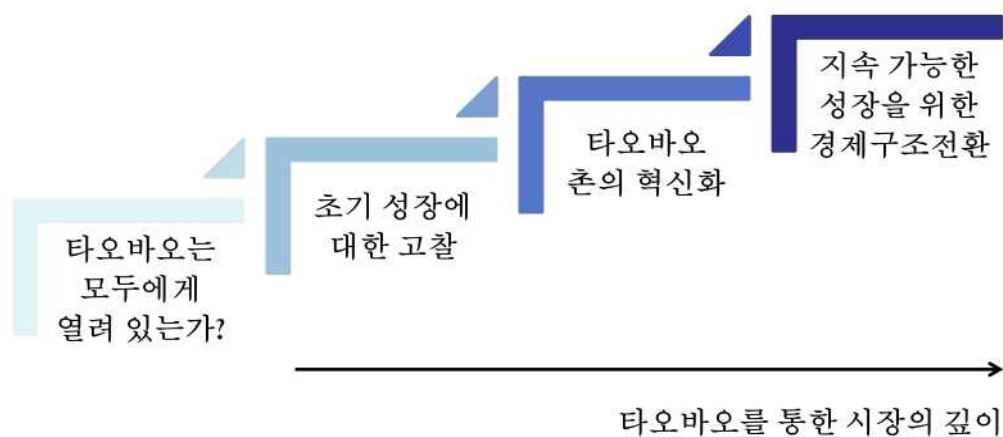 타오바오는
모두에게
열려 있는가?
초기 성장에
대한 고찰
타오바오
촌의 혁신화
지속 가능한
성장을 위한
경제구조전환
타오바오를 통한 시장의 깊이